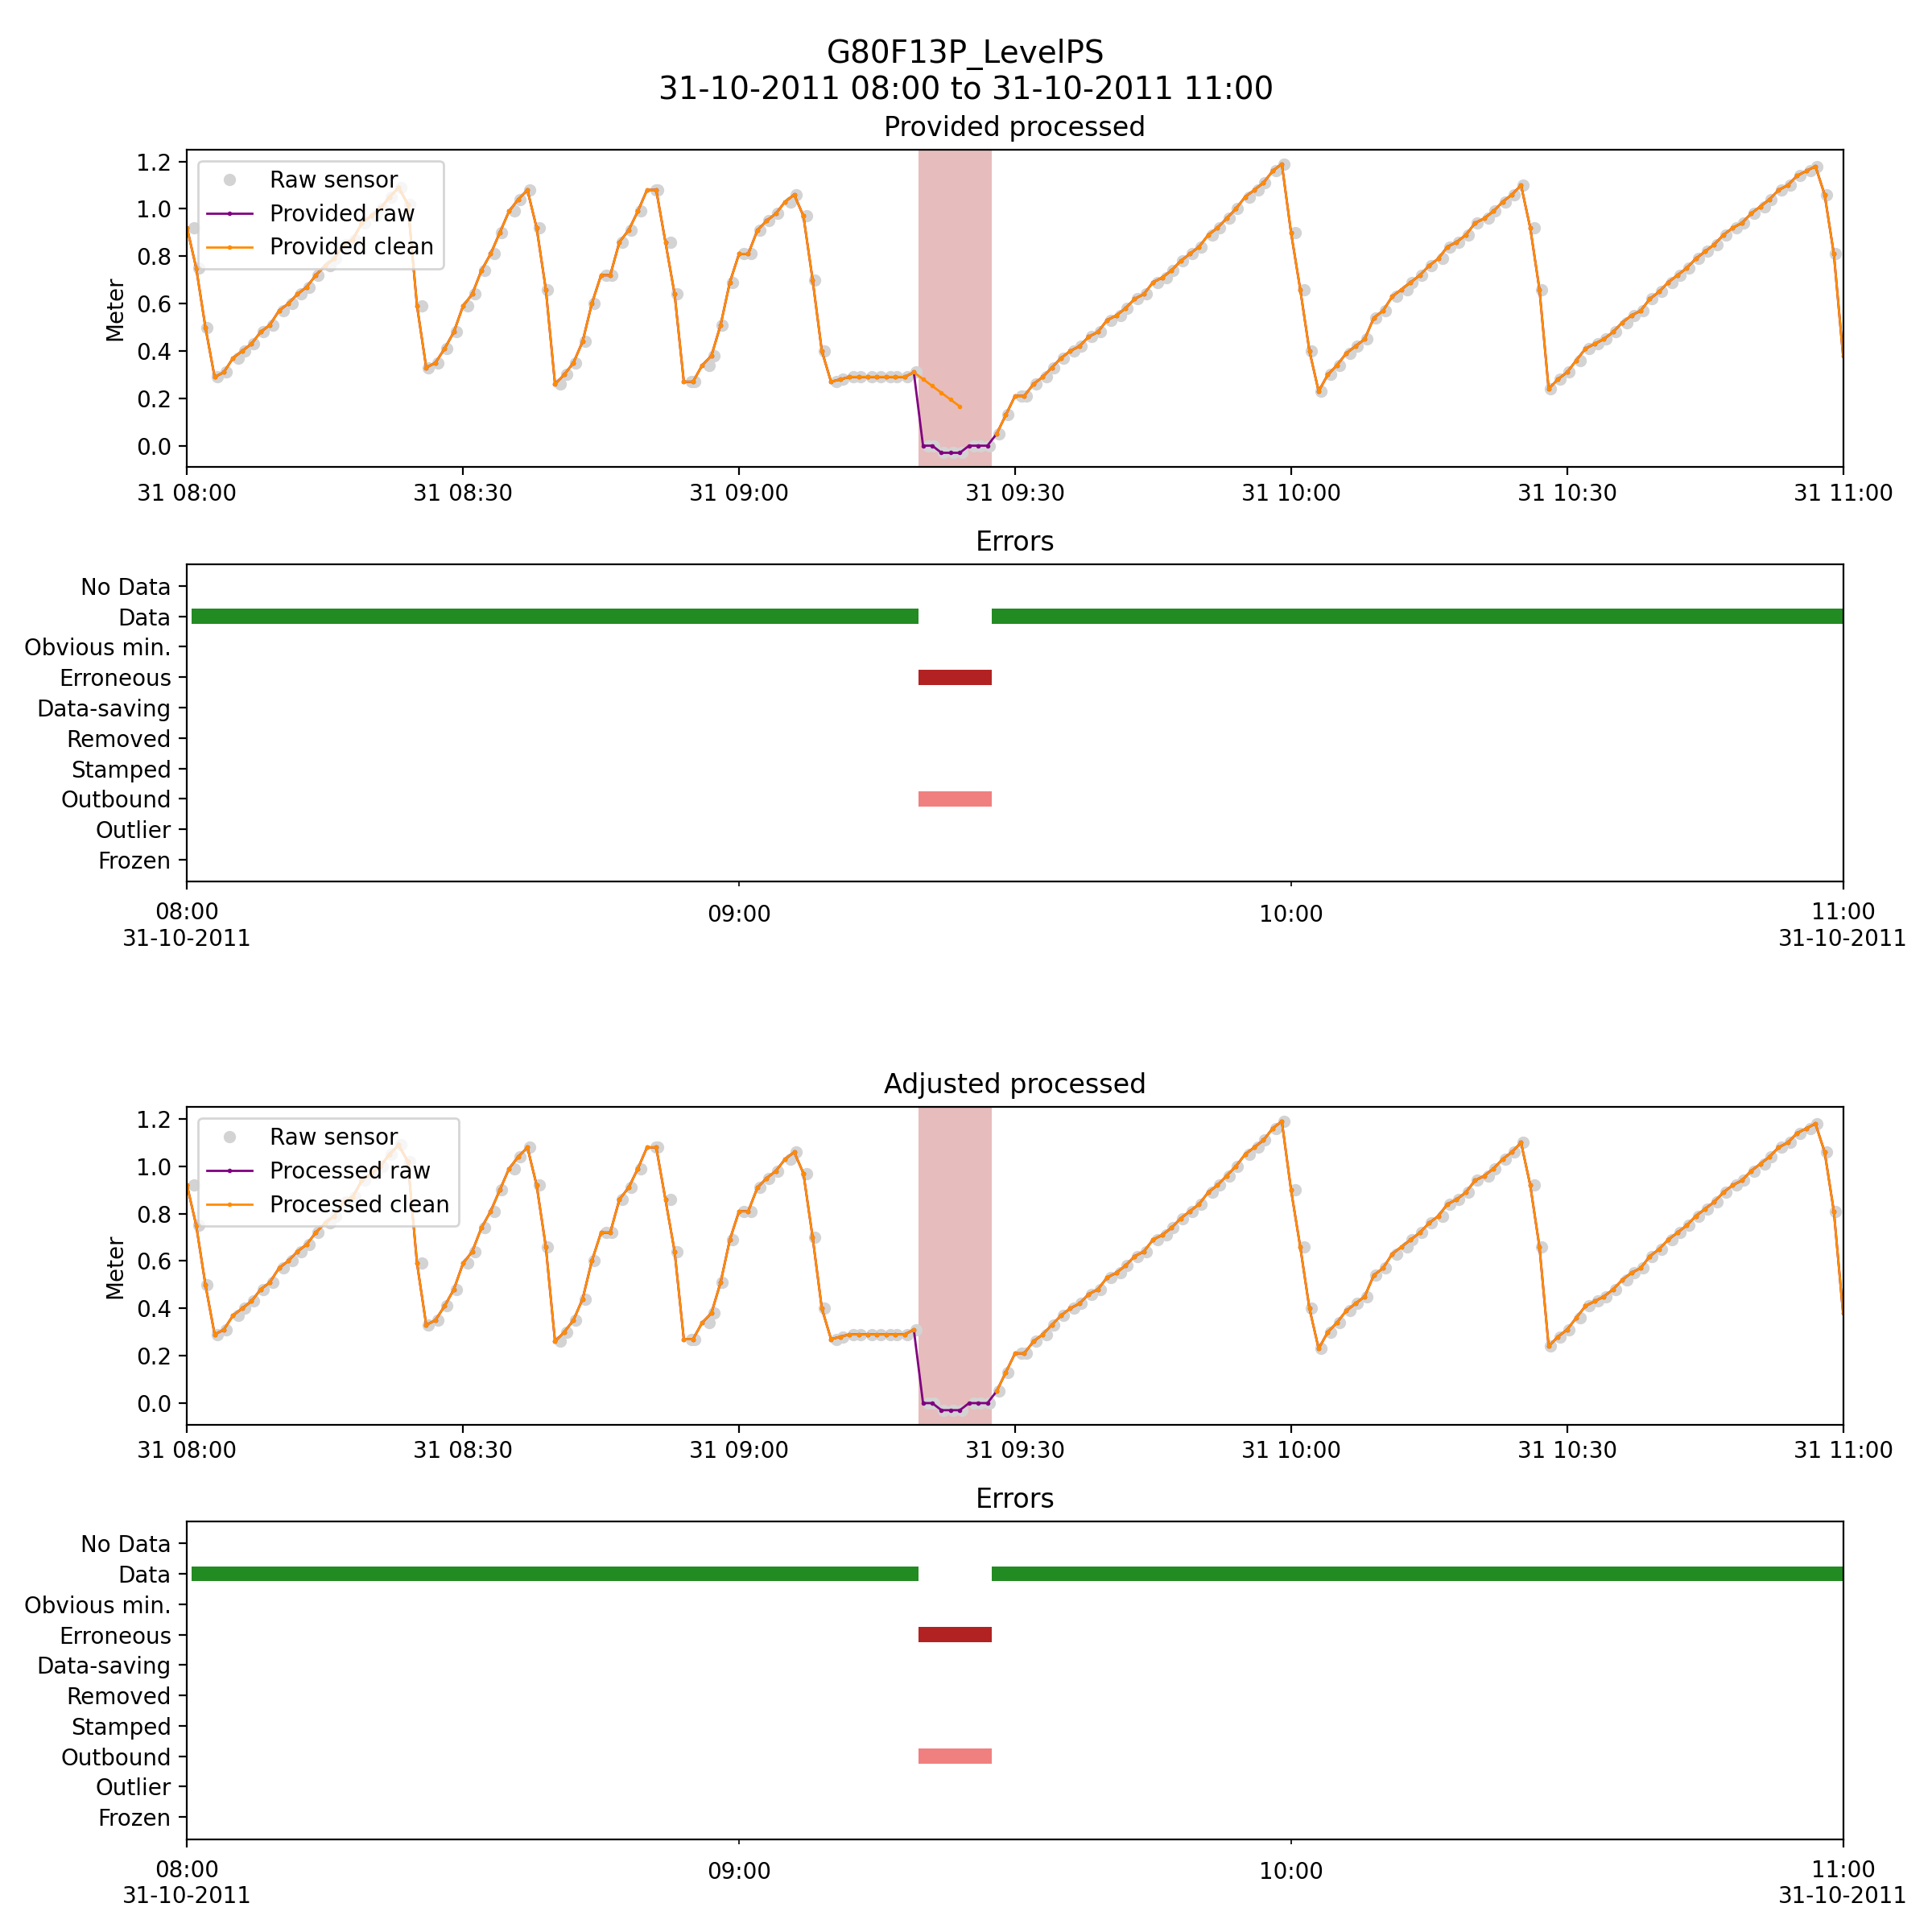 G80F13P_LevelPS
31-10-2011 08:00 to 31-10-2011 11:00
Provided processed
1.2
1.0
0.8
0.6
0.4
0.2
0.0
Meter
Raw sensor
Provided raw
Provided clean
31 08:00 31 08:30 31 09:00 31 09:30 31 10:00 31 10:30 31 11:00
Errors
No Data
Data
Obvious min.
Erroneous
Data-saving
Removed
Stamped
Outbound
Outlier
Frozen
08:00 09:00 10:00 11:00
31-10-2011 31-10-2011
Adjusted processed
1.2
1.0
0.8
0.6
0.4
0.2
0.0
Meter
Raw sensor
Processed raw
Processed clean
31 08:00 31 08:30 31 09:00 31 09:30 31 10:00 31 10:30 31 11:00
Errors
No Data
Data
Obvious min.
Erroneous
Data-saving
Removed
Stamped
Outbound
Outlier
Frozen
08:00 09:00 10:00 11:00
31-10-2011 31-10-2011